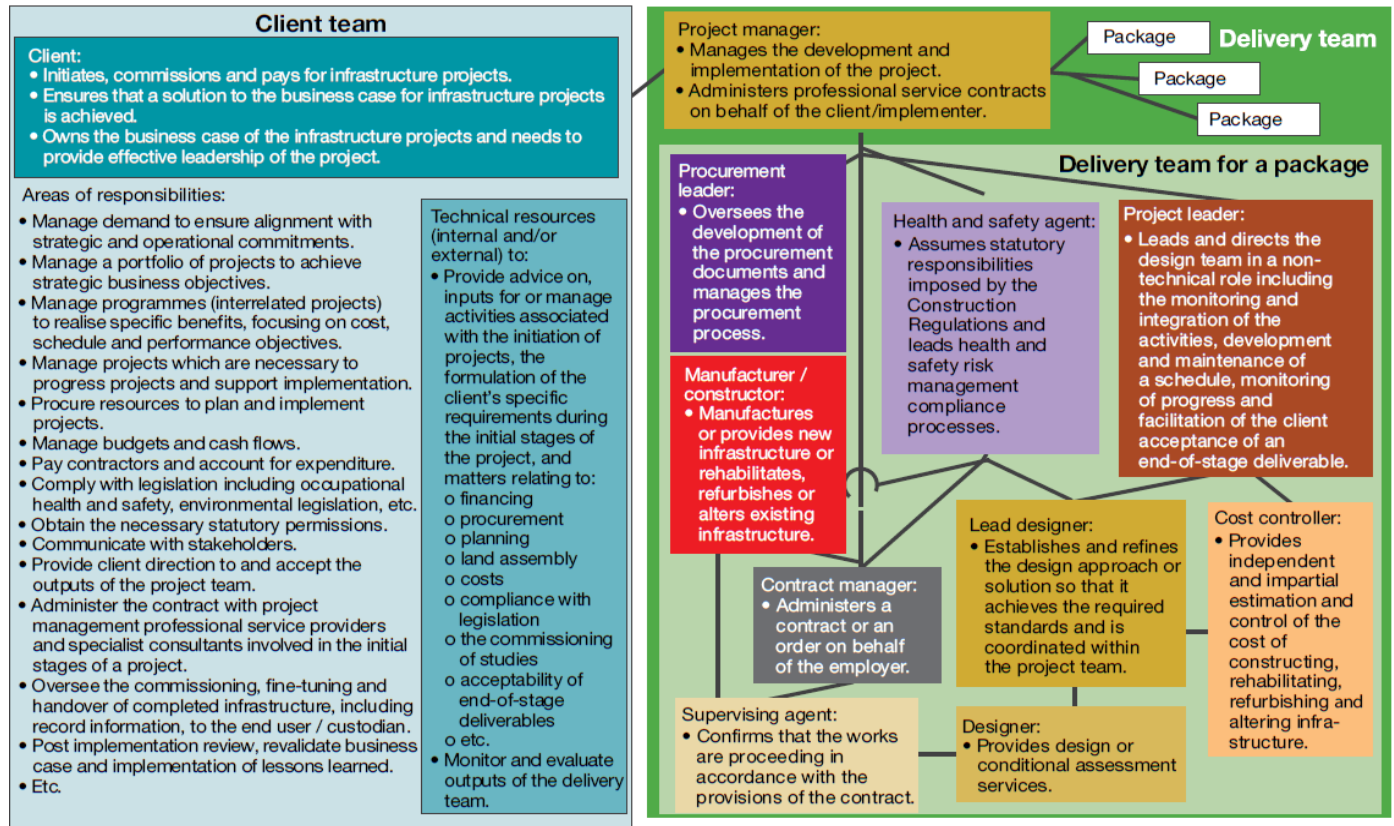 Client team
Client:
• Initiates, commissions and pays for infrastructure projects.
• Ensures that a solution to the business case for infrastructure projects
is achieved.
• Owns the business case of the infrastructure projects and needs to
provide effective leadership of the project.
Areas of responsibilities:
• Manage demand to ensure alignment with
strategic and operational commitments.
• Manage a portfolio of projects to achieve
strategic business objectives.
• Manage programmes (interrelated projects)
to realise specific benefits, focusing on cost,
schedule and performance objectives.
• Manage projects which are necessary to
progress projects and support implementation.
• Procure resources to plan and implement
projects.
• Manage budgets and cash flows.
• Pay contractors and account for expenditure.
• Comply with legislation including occupational
health and safety, environmental legislation, etc.
• Obtain the necessary statutory permissions.
• Communicate with stakeholders.
• Provide client direction to and accept the
outputs of the project team.
• Administer the contract with project
management professional service providers
and specialist consultants involved in the initial
stages of a project.
• Oversee the commissioning, fine-tuning and
handover of completed infrastructure, including
record information, to the end user / custodian.
• Post implementation review, revalidate business
case and implementation of lessons learned.
• Etc.
Technical resources
(internal and/or
external) to:
• Provide advice on,
inputs for or manage
activities associated
with the initiation of
projects, the
formulation of the
client's specific
requirements during
the initial stages of
the project, and
matters relating to:
o financing
o procurement
o planning
o land assembly
o costs
o compliance with
legislation
o the commissioning
of studies
o acceptability of
end-of-stage
deliverables
o etc.
• Monitor and evaluate
outputs of the delivery
team.
Project manager:
• Manages the development and
implementation of the project.
• Administers professional service contracts
on behalf of the client/implementer.
Package
Delivery team
Package
Package
Delivery team for a package
Procurement
leader:
• Oversees the
development of
the procurement
documents and
manages the
procurement
process.
Health and safety agent:
• Assumes statutory
responsibilities
imposed by the
Construction
Regulations and
leads health and
safety risk
management
compliance
processes.
Project leader:
• Leads and directs the
design team in a non-
technical role including
the monitoring and
integration of the
activities, development
and maintenance of
a schedule, monitoring
of progress and
facilitation of the client
acceptance of an
end-of-stage deliverable.
Manufacturer /
constructor:
• Manufactures
or provides new
infrastructure or
rehabilitates,
refurbishes or
alters existing
infrastructure.
Contract manager:
• Administers a
contract or an
order on behalf
of the employer.
Lead designer:
• Establishes and refines
the design approach or
solution so that it
achieves the required
standards and is
coordinated within
the project team.
Cost controller:
• Provides
independent
and impartial
estimation and
control of the
cost of
constructing,
rehabilitating,
refurbishing and
altering infra-
structure.
Supervising agent:
• Confirms that the works
are proceeding in
accordance with the
provisions of the contract.
Designer:
• Provides design or
conditional assessment
services.